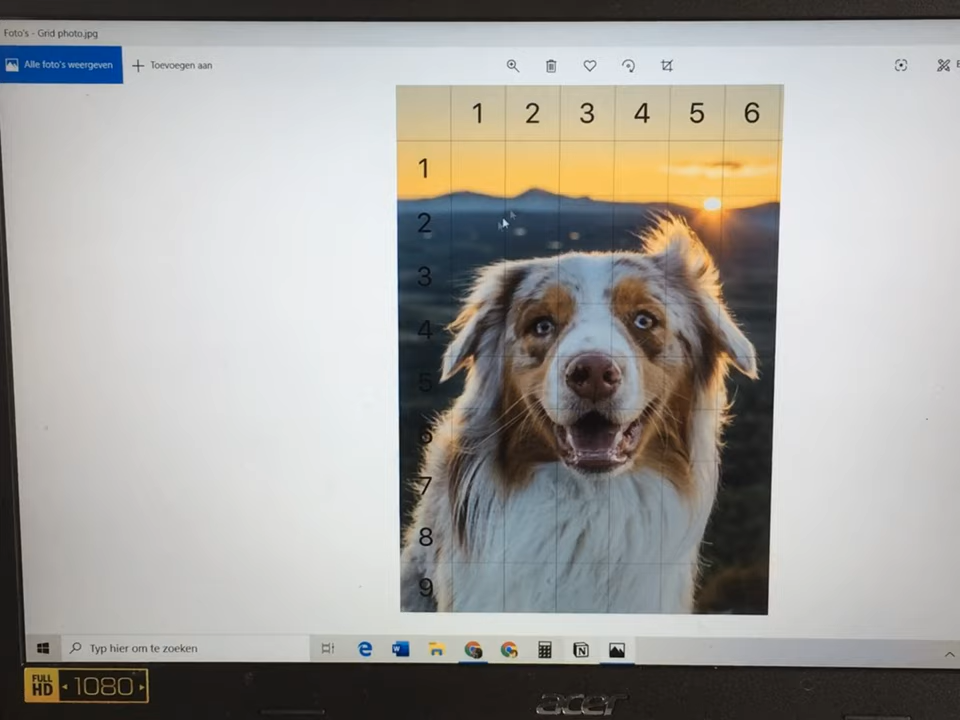 Foto's - Grid photo.jpg
Alle foto's weergeven
Toevoegen aan
1 2 3 4 5 6
1
2
3
4
5
6
7
8
9
Typ hier om te zoeken
FULL HD 1080
acer